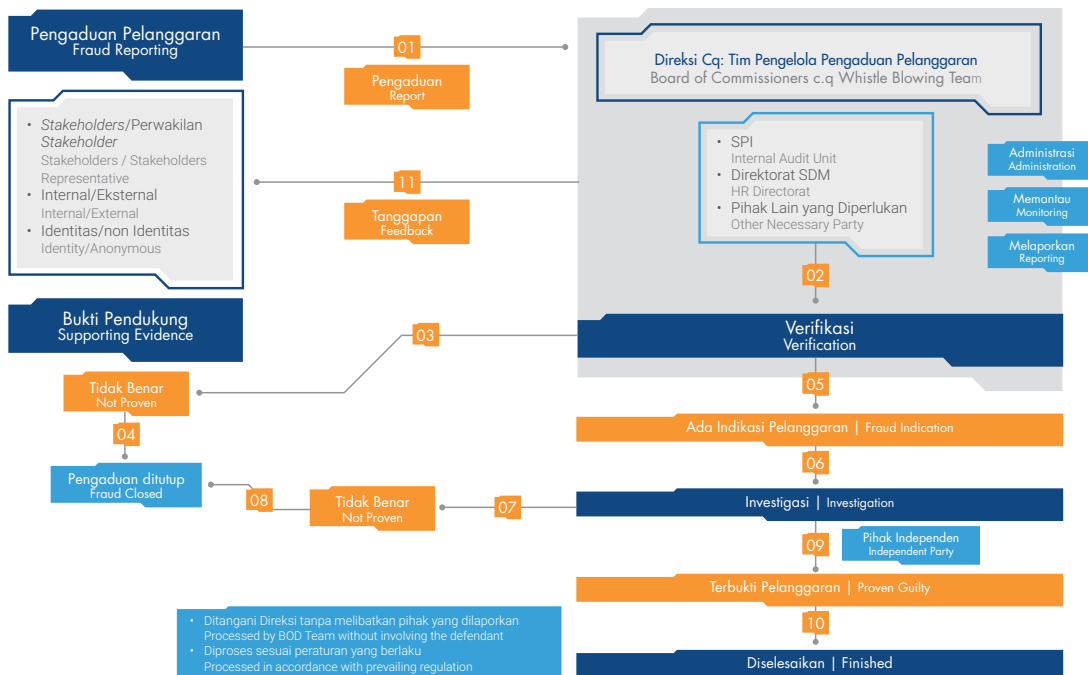 Pengaduan Pelanggaran
Fraud Reporting
01
Pengaduan
Report
Direksi Cq: Tim Pengelola Pengaduan Pelanggaran
Board of Commissioners c.q Whistle Blowing Team
• Stakeholders/Perwakilan
Stakeholder
Stakeholders / Stakeholders
Representative
• Internal/Eksternal
Internal/External
• Identitas/non Identitas
Identity/Anonymous
11
Tanggapan
Feedback
• SPI
Internal Audit Unit
• Direktorat SDM
HR Directorat
• Pihak Lain yang Diperlukan
Other Necessary Party
Administrasi
Administration
Memantau
Monitoring
Melaporkan
Reporting
02
Bukti Pendukung
Supporting Evidence
03
Verifikasi
Verification
Tidak Benar
Not Proven
04
05
Ada Indikasi Pelanggaran | Fraud Indication
06
Pengaduan ditutup
Fraud Closed
08
Tidak Benar
Not Proven
07
Investigasi | Investigation
09
Pihak Independen
Independent Party
Terbukti Pelanggaran | Proven Guilty
10
• Ditangani Direksi tanpa melibatkan pihak yang dilaporkan
Processed by BOD Team without involving the defendant
• Diproses sesuai peraturan yang berlaku
Processed in accordance with prevailing regulation
Diselesaikan | Finished